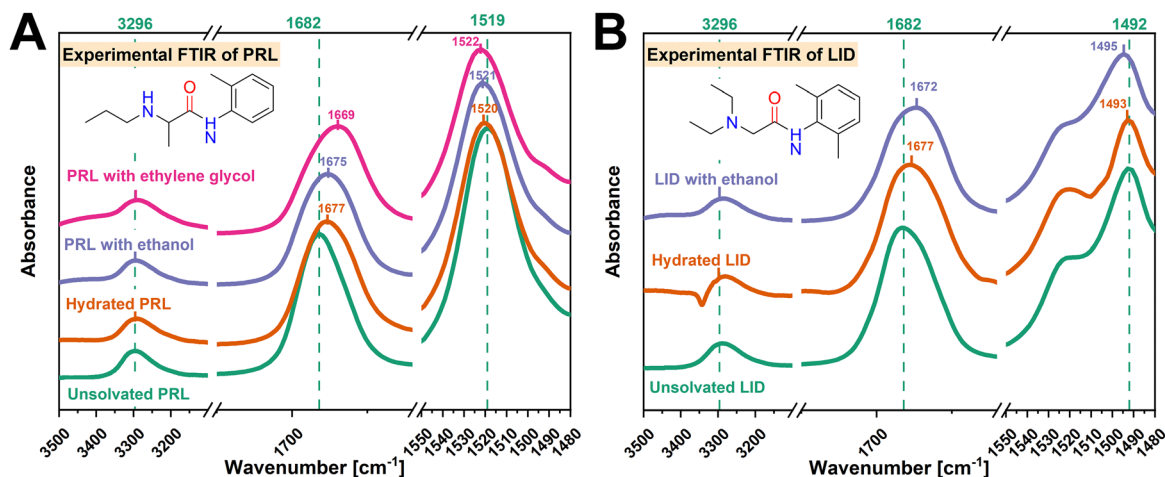 A
3296 1682 1519
Experimental FTIR of PRL
1522
1521
1520
O
NH
N
H
1669
PRL with ethylene glycol
1675
PRL with ethanol
1677
Hydrated PRL
Unsolvated PRL
Absorbance
3500 3400 3300 3200 1700 1550 1540 1530 1520 1510 1500 1490 1480
Wavenumber [cm⁻¹]
B
3296 1682 1492
Experimental FTIR of LID
1495
1493
O
N
NH
N
1672
LID with ethanol
1677
Hydrated LID
Unsolvated LID
Absorbance
3500 3400 3300 3200 1700 1550 1540 1530 1520 1510 1500 1490 1480
Wavenumber [cm⁻¹]